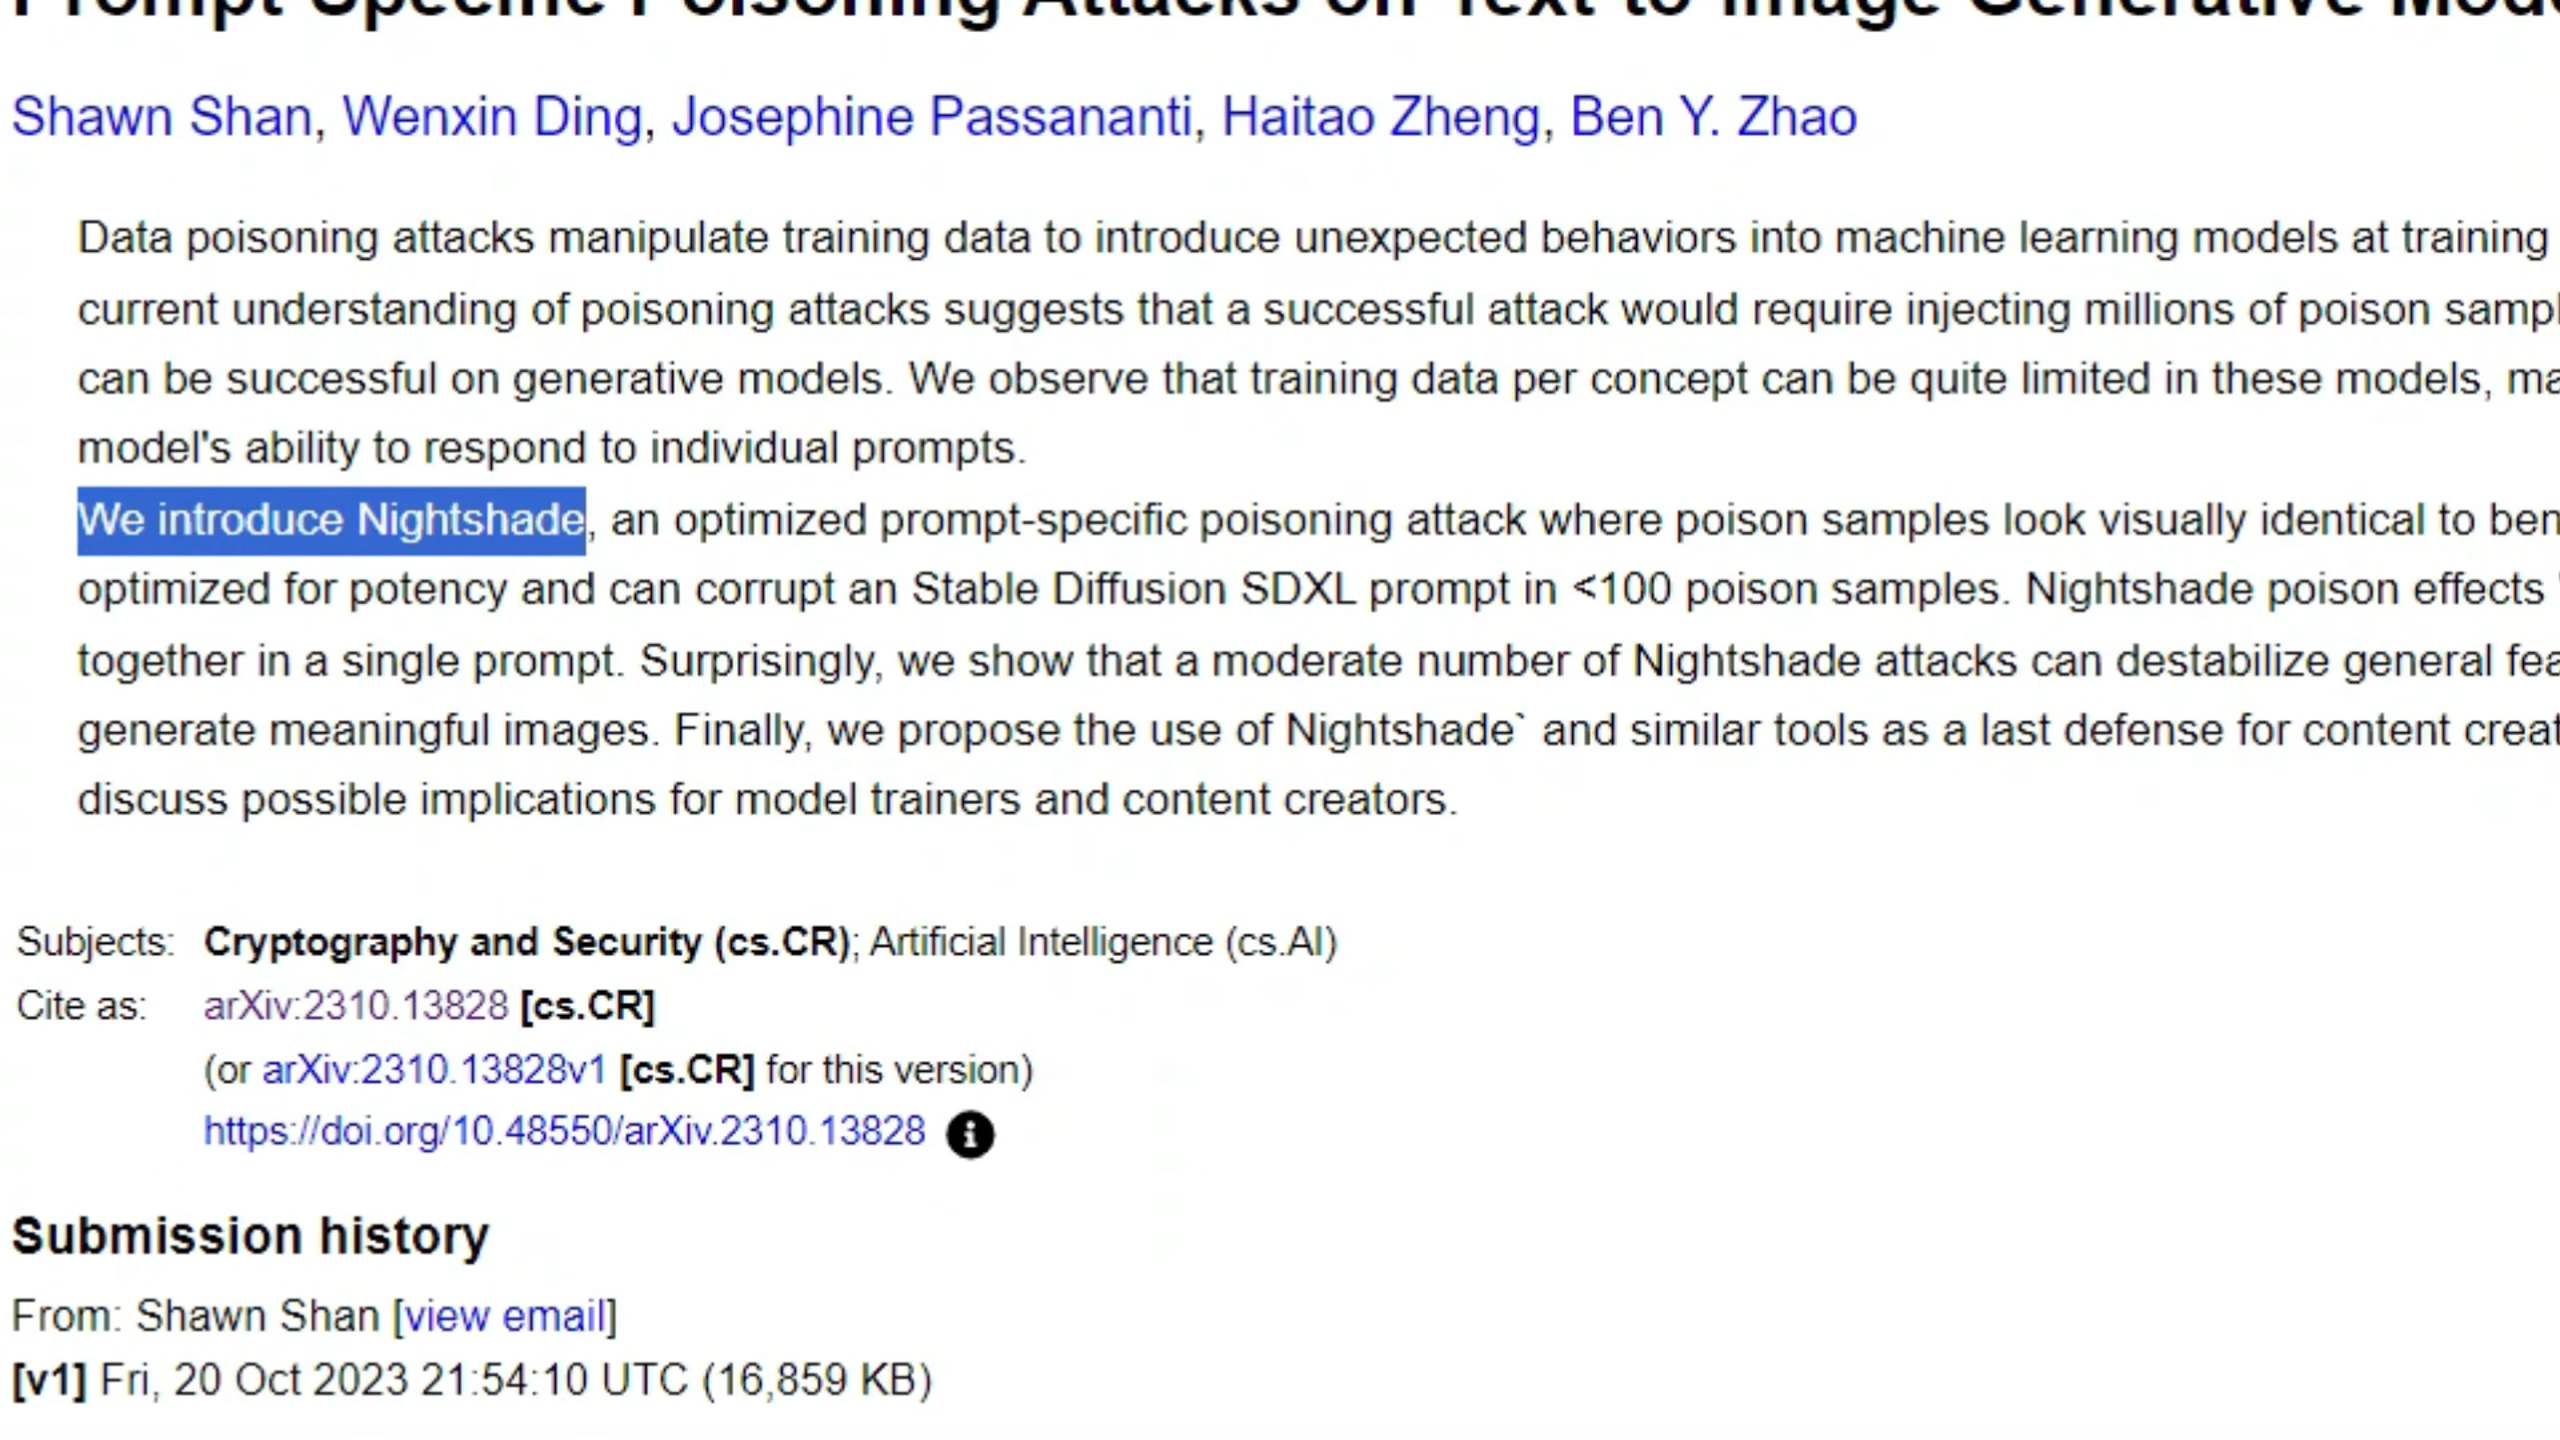 Prompt-Specific Poisoning Attacks on Text-to-Image Generative
Shawn Shan, Wenxin Ding, Josephine Passananti, Haitao Zheng, Ben Y. Zhao
Data poisoning attacks manipulate training data to introduce unexpected behaviors into machine learning models at training
current understanding of poisoning attacks suggests that a successful attack would require injecting millions of poison
can be successful on generative models. We observe that training data per concept can be quite limited in these models,
model's ability to respond to individual prompts.
We introduce Nightshade, an optimized prompt-specific poisoning attack where poison samples look visually identical to
optimized for potency and can corrupt an Stable Diffusion SDXL prompt in <100 poison samples. Nightshade poison effects
together in a single prompt. Surprisingly, we show that a moderate number of Nightshade attacks can destabilize general
generate meaningful images. Finally, we propose the use of Nightshade` and similar tools as a last defense for content
discuss possible implications for model trainers and content creators.
Subjects: Cryptography and Security (cs.CR); Artificial Intelligence (cs.AI)
Cite as: arXiv:2310.13828 [cs.CR]
(or arXiv:2310.13828v1 [cs.CR] for this version)
https://doi.org/10.48550/arXiv.2310.13828
Submission history
From: Shawn Shan [view email]
[v1] Fri, 20 Oct 2023 21:54:10 UTC (16,859 KB)